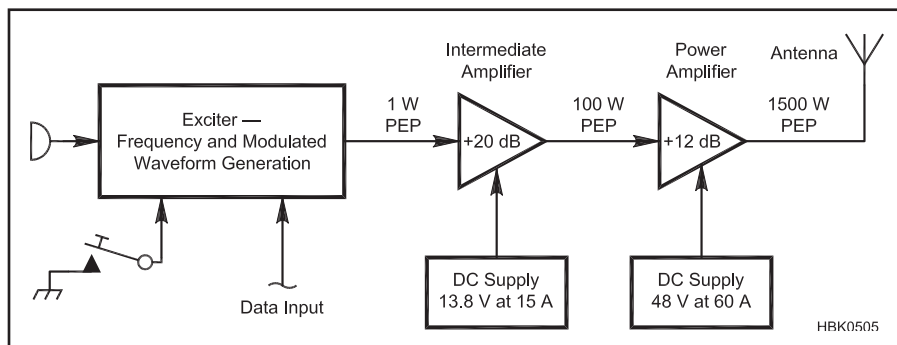 Exciter —
Frequency and Modulated
Waveform Generation
Data Input
1 W
PEP
Intermediate
Amplifier
+20 dB
DC Supply
13.8 V at 15 A
100 W
PEP
Power
Amplifier
+12 dB
DC Supply
48 V at 60 A
1500 W
PEP
Antenna
HBK0505